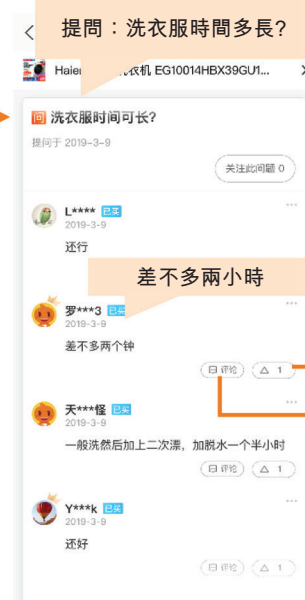 提問：洗衣服時間多長?
Haier
衣机 EG10014HBX39GU1...
问 洗衣服时间可长?
提问于 2019-3-9
关注此问题 0
L**** 已买
2019-3-9
还行
差不多兩小時
罗***3 已买
2019-3-9
差不多两个钟
评论 1
天***怪 已买
2019-3-9
一般洗然后加上二次漂，加脱水一个半小时
评论 1
Y***k 已买
2019-3-9
还好
评论 1